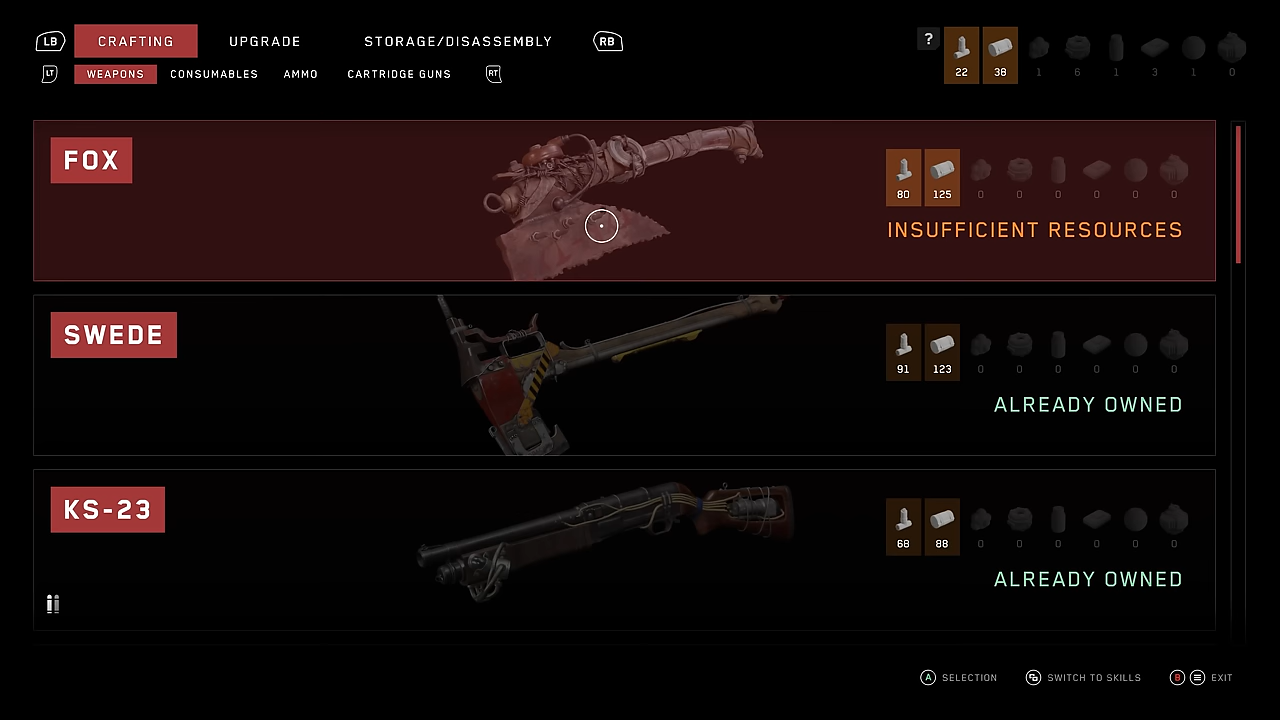 LB CRAFTING UPGRADE STORAGE/DISASSEMBLY RB
LT WEAPONS CONSUMABLES AMMO CARTRIDGE GUNS RT
?
22 38 1 6 1 3 1 0
FOX
80 125 0 0 0 0 0 0
INSUFFICIENT RESOURCES
SWEDE
91 123 0 0 0 0 0 0
ALREADY OWNED
KS-23
68 88 0 0 0 0 0 0
ALREADY OWNED
A SELECTION SWITCH TO SKILLS B EXIT